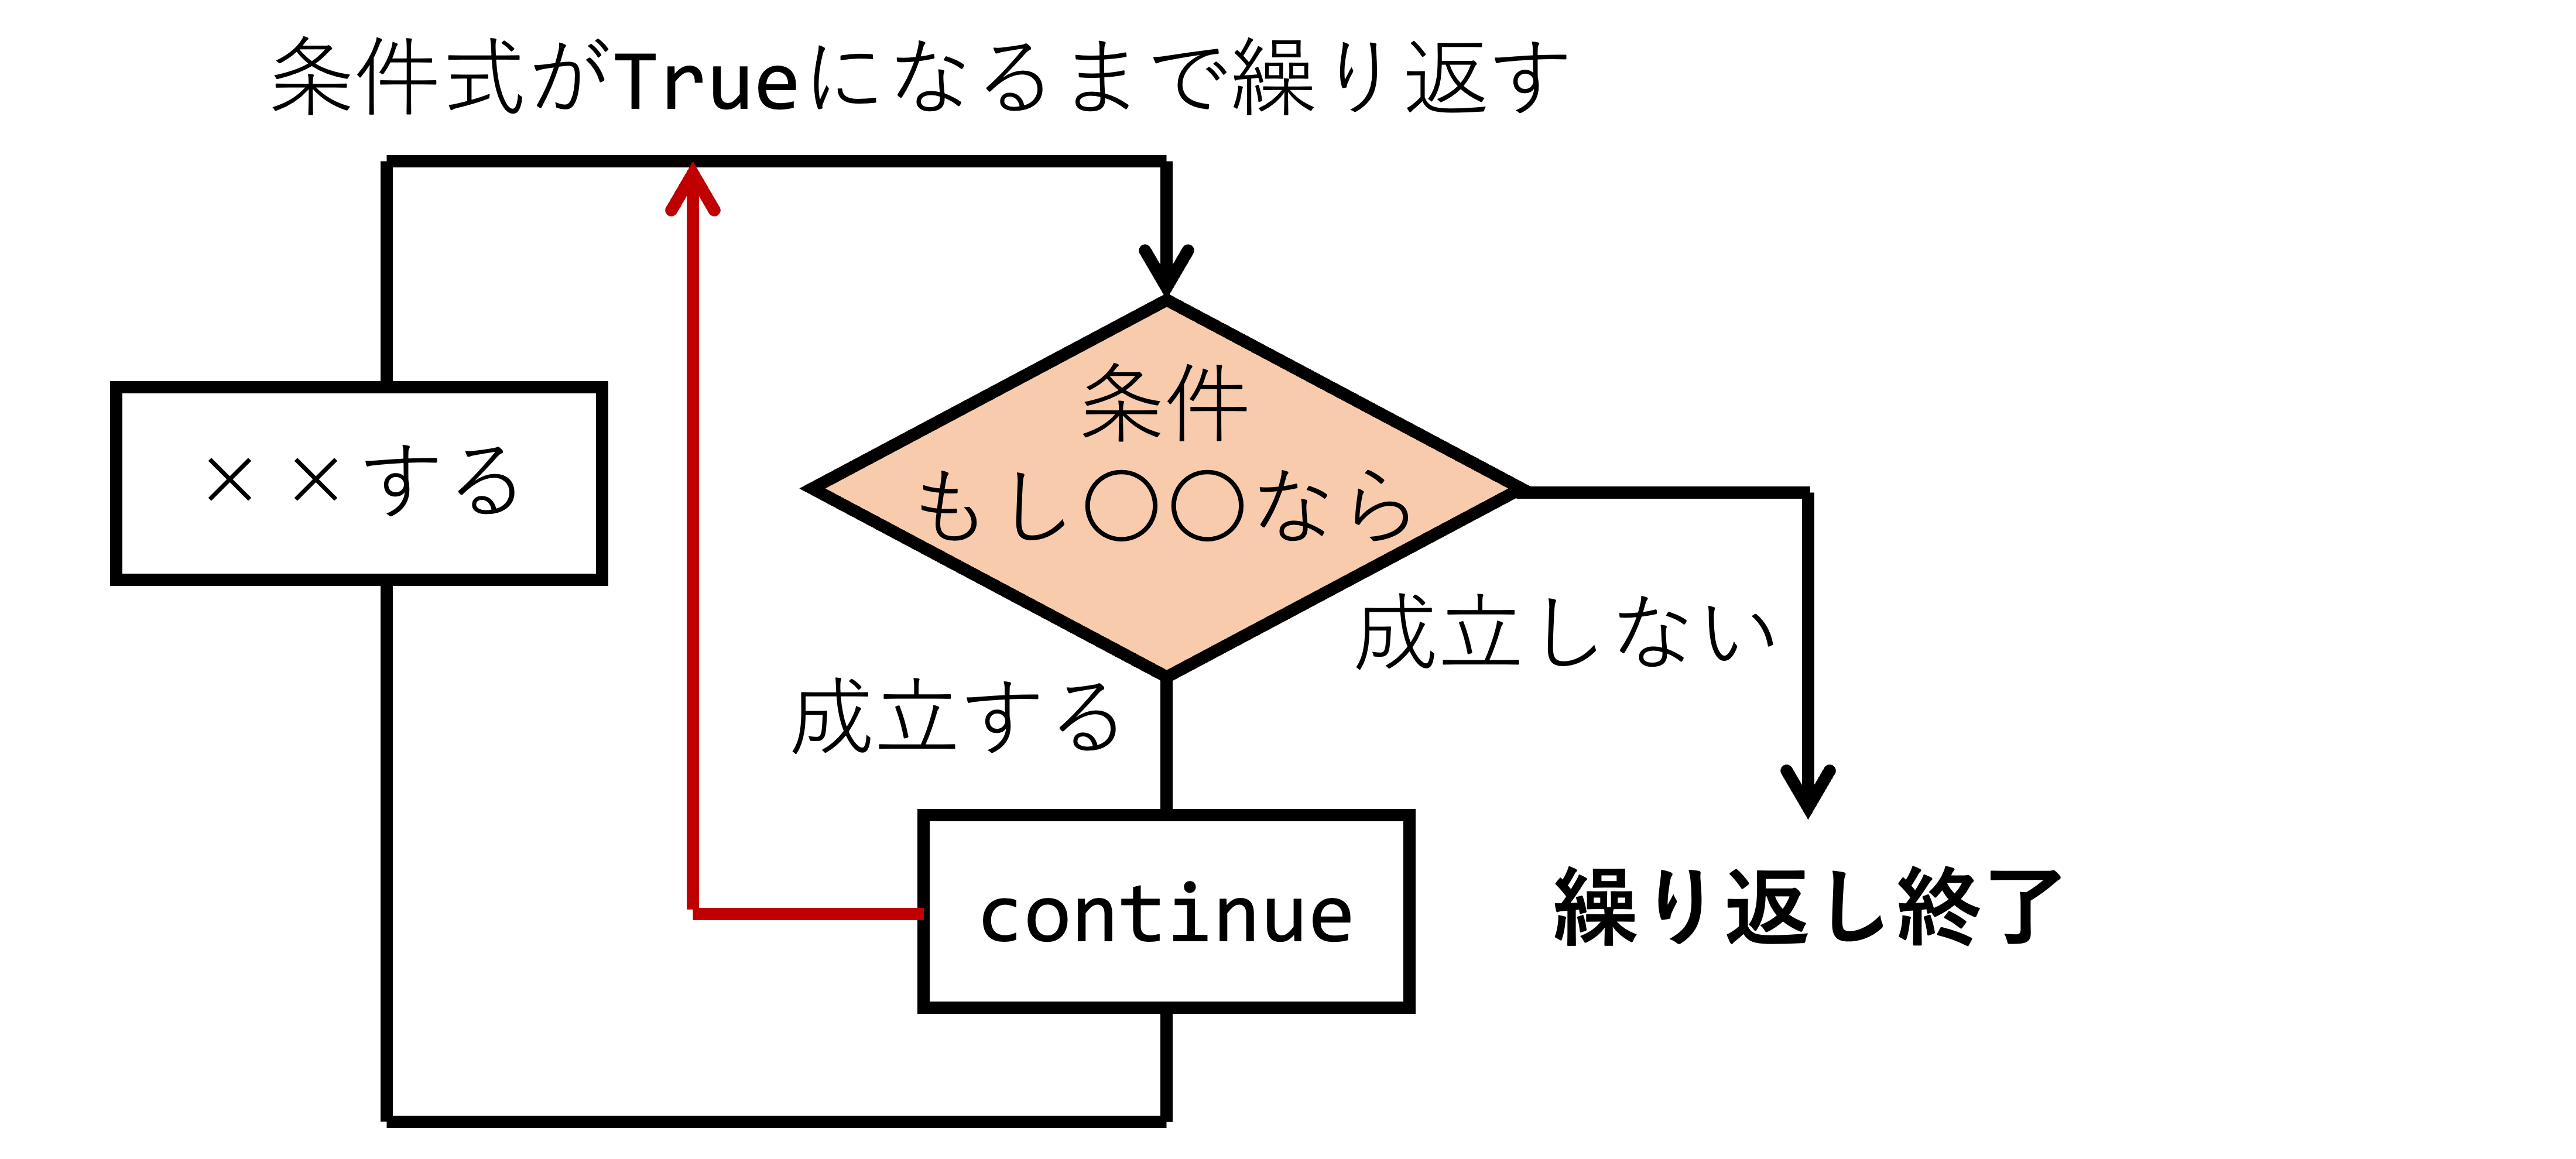 条件式がTrueになるまで繰り返す
××する
条件
もし〇〇なら
成立しない
成立する
continue
繰り返し終了